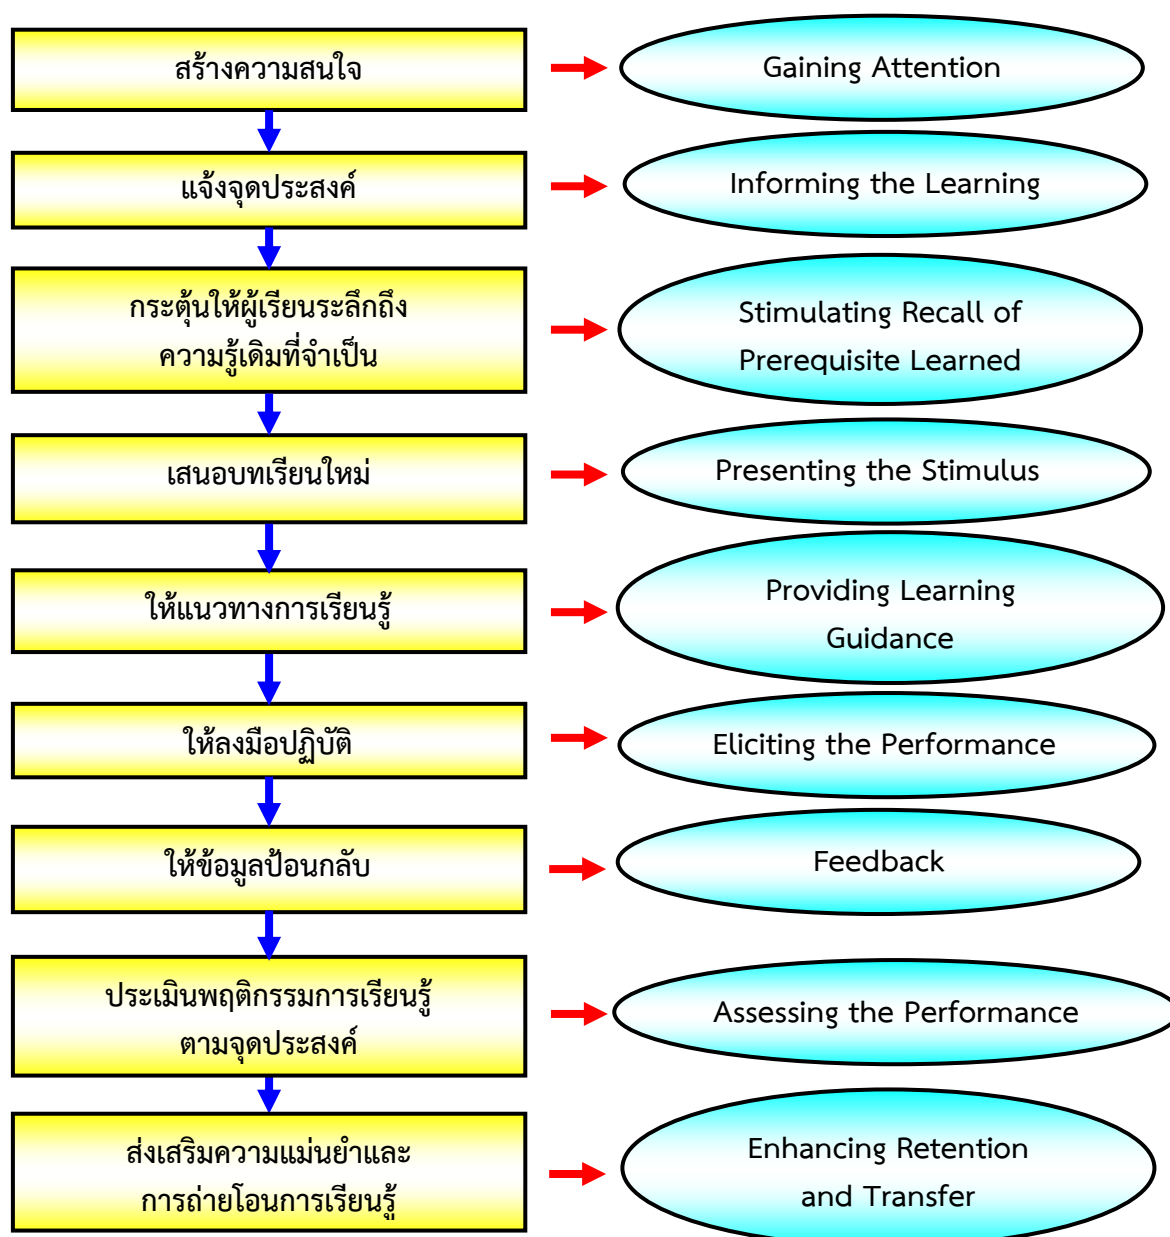 สร้างความสนใจ
Gaining Attention
แจ้งจุดประสงค์
Informing the Learning
กระตุ้นให้ผู้เรียนระลึกถึง
ความรู้เดิมที่จำเป็น
Stimulating Recall of
Prerequisite Learned
เสนอบทเรียนใหม่
Presenting the Stimulus
ให้แนวทางการเรียนรู้
Providing Learning
Guidance
ให้ลงมือปฏิบัติ
Eliciting the Performance
ให้ข้อมูลป้อนกลับ
Feedback
ประเมินพฤติกรรมการเรียนรู้
ตามจุดประสงค์
Assessing the Performance
ส่งเสริมความแม่นยำและ
การถ่ายโอนการเรียนรู้
Enhancing Retention
and Transfer